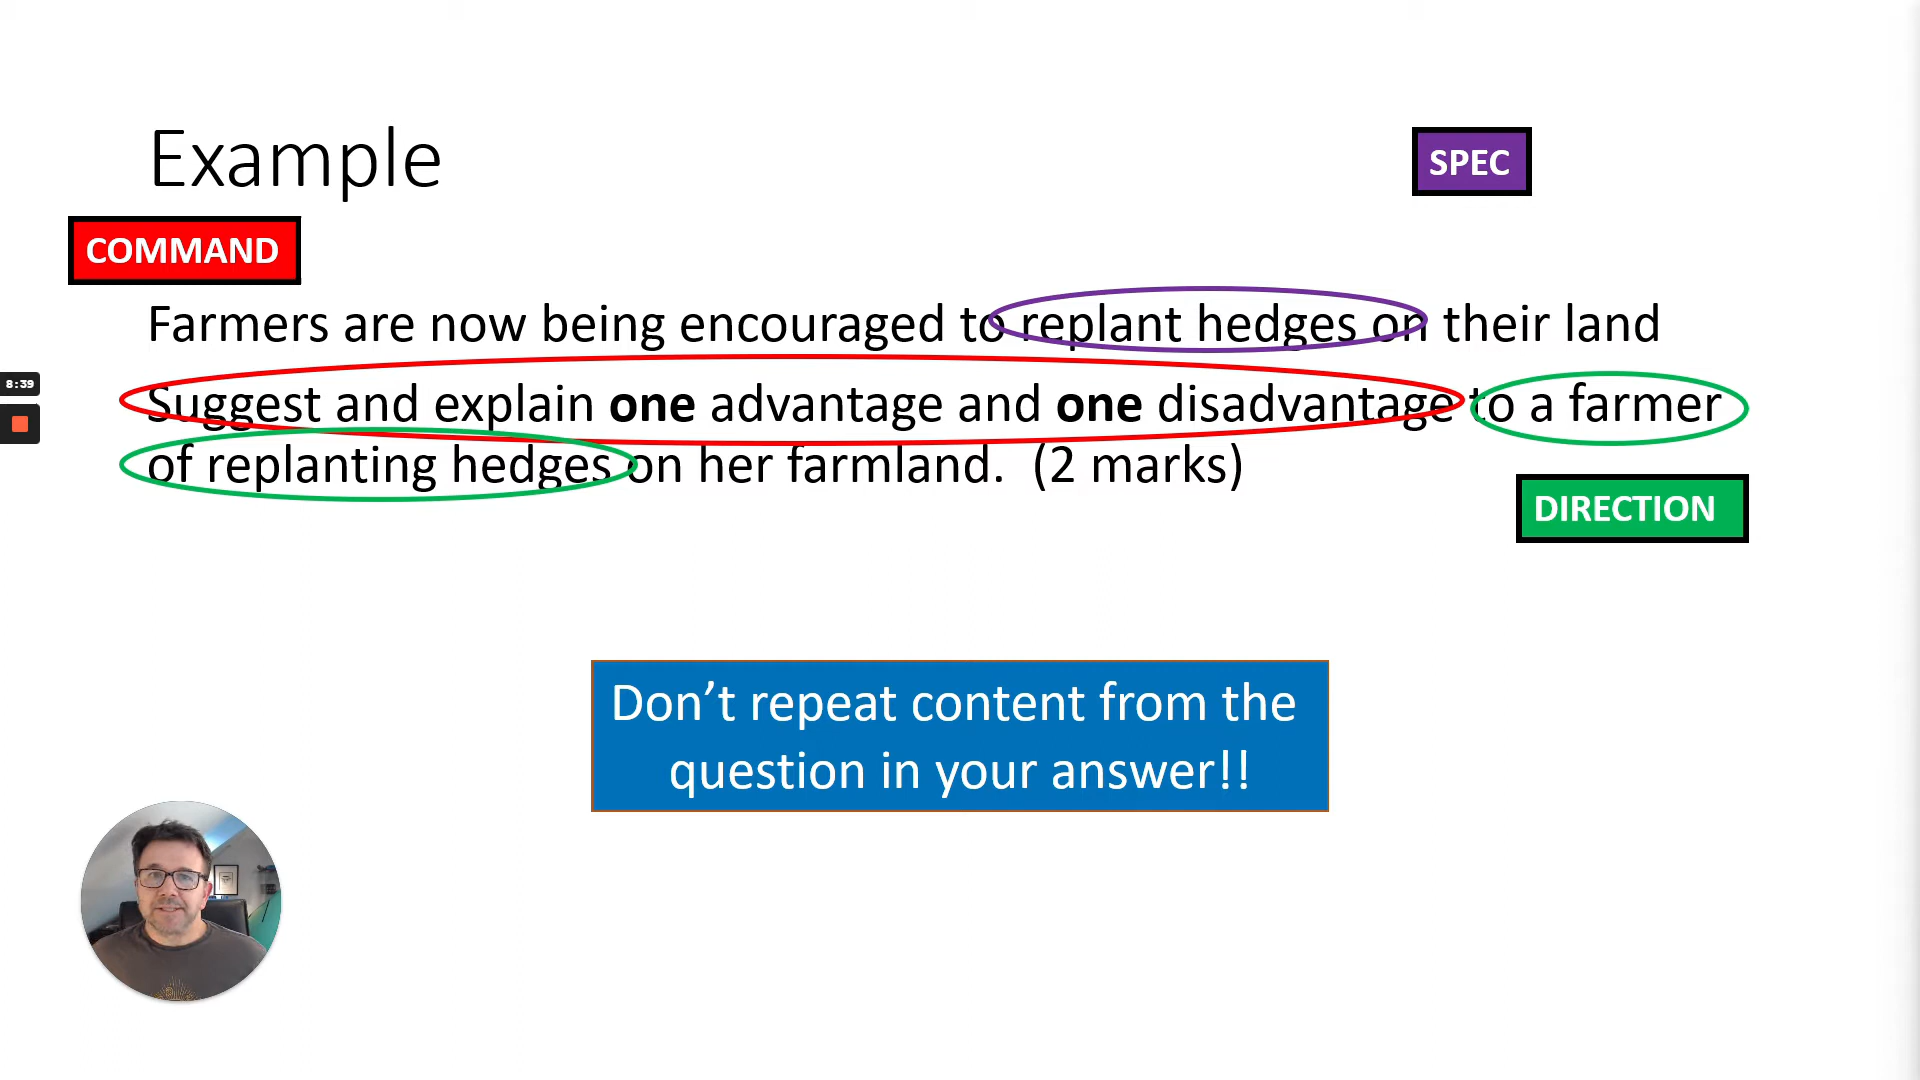 Example
SPEC
COMMAND
Farmers are now being encouraged to replant hedges on their land
8:39
Suggest and explain one advantage and one disadvantage to a farmer
of replanting hedges on her farmland. (2 marks)
DIRECTION
Don’t repeat content from the
question in your answer!!